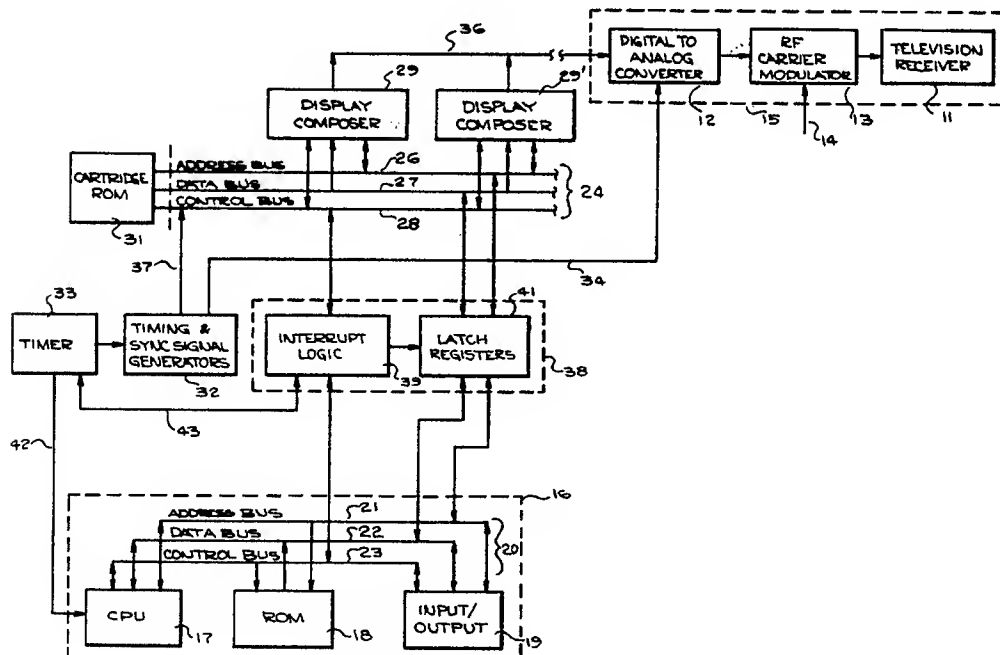 36
DIGITAL TO
ANALOG
CONVERTER
12
RF
CARRIER
MODULATOR
13
TELEVISION
RECEIVER
11
15
14
29
DISPLAY
COMPOSER
29'
DISPLAY
COMPOSER
CARTRIDGE
ROM
31
ADDRESS BUS
26
DATA BUS
27
CONTROL BUS
28
24
37
34
33
TIMER
TIMING &
SYNC SIGNAL
GENERATORS
32
INTERRUPT
LOGIC
39
41
LATCH
REGISTERS
38
43
42
16
ADDRESS BUS
21
DATA BUS
22
CONTROL BUS
23
20
CPU
17
ROM
18
INPUT/
OUTPUT
19